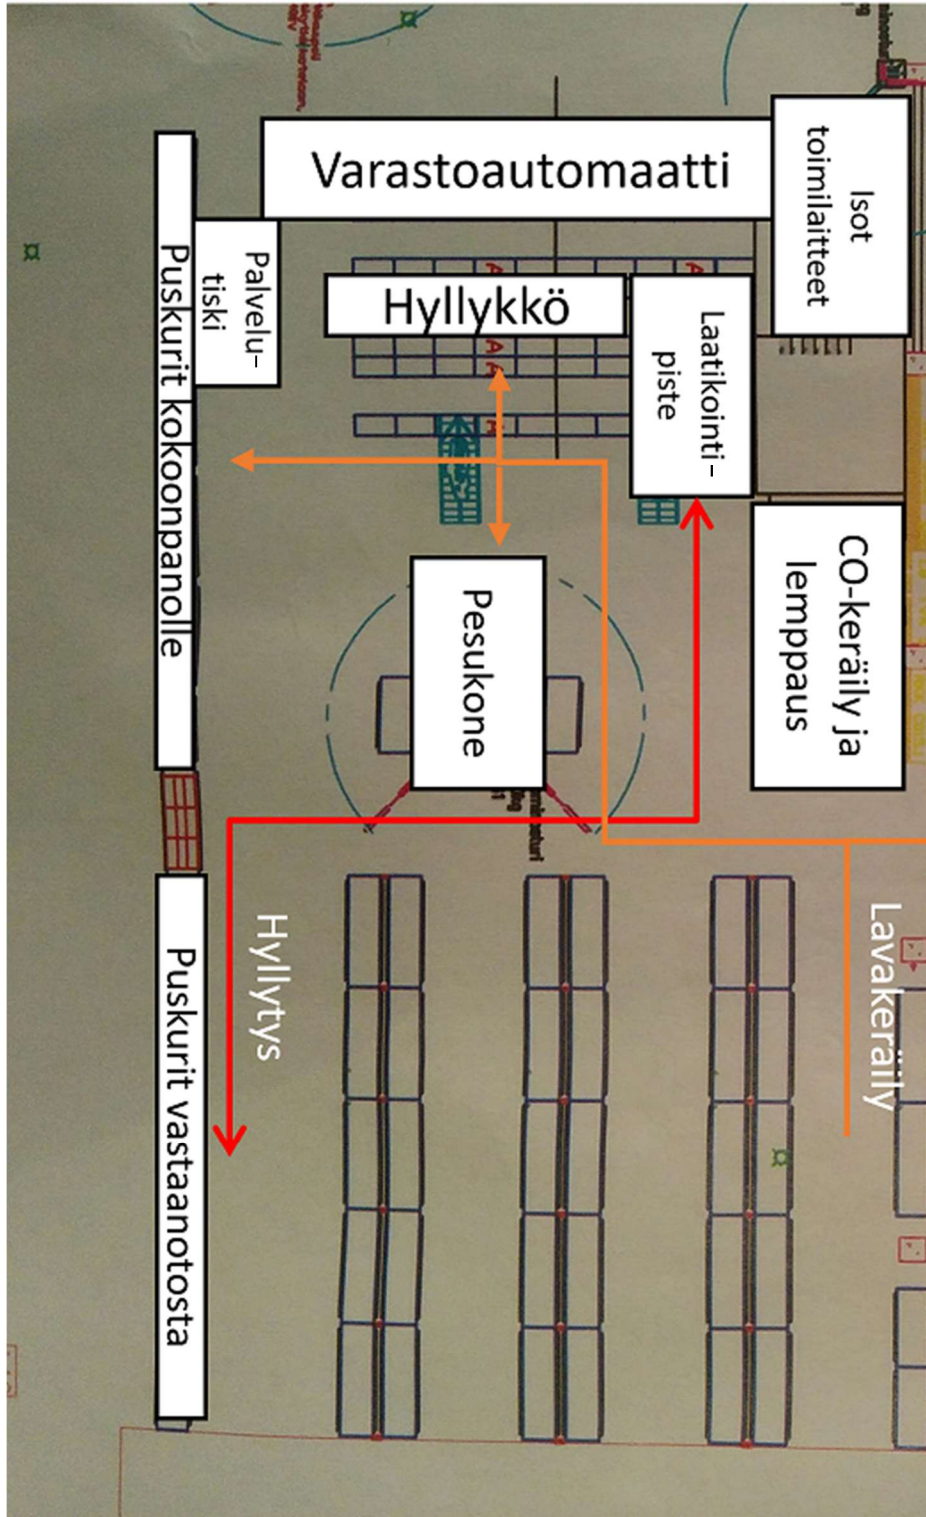 Varastoautomaatti
Isot
toimilaitteet
Palvelu-
tiski
Hyllykkö
Laatikointi-
piste
Puskurit kokoonpanolle
Pesukone
CO-keräily ja
lemppaus
A
A
A
A
A
Hyllytys
Lavakeräily
Puskurit vastaanotosta